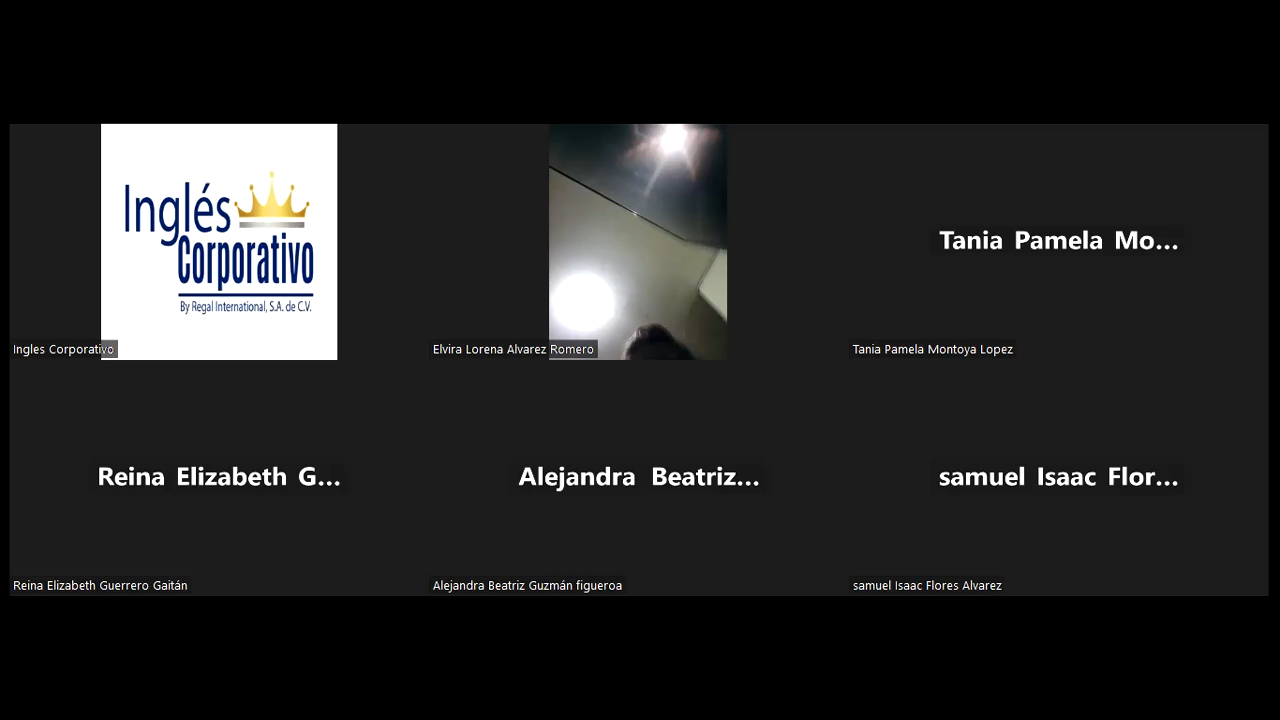 Inglés
Corporativo
By Regal International, S.A. de C.V.
Ingles Corporativo
Elvira Lorena Alvarez Romero
Tania Pamela Mo...
Tania Pamela Montoya Lopez
Reina Elizabeth G...
Reina Elizabeth Guerrero Gaitán
Alejandra Beatriz...
Alejandra Beatriz Guzmán figueroa
samuel Isaac Flor...
samuel Isaac Flores Alvarez